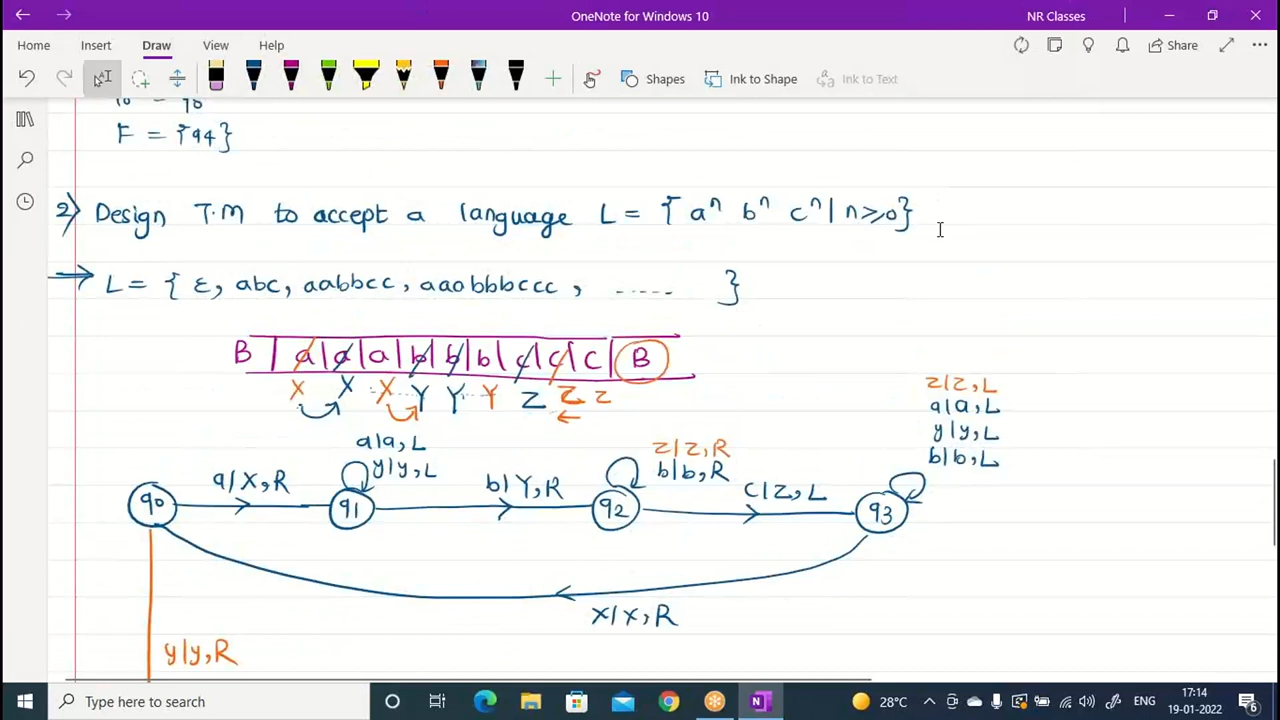 OneNote for Windows 10
NR Classes
Home Insert Draw View Help
Share
Shapes
Ink to Shape
Ink to Text
F = {q4}
2) Design T.M to accept a language L = { aⁿ bⁿ cⁿ | n≥0}
L = { ε, abc, aabbcc, aaabbbccc, ..... }
B | a | a | a | b | b | b | c | c | c | B
X X X Y Y Y Z Z z
z|z, L
a|a, L
y|y, L
b|b, L
a|a, L
y|y, L
z|z, R
b|b, R
a|X, R
b|Y, R
c|Z, L
q0 q1 q2 q3
x|x, R
y|y, R
Type here to search
28°C
ENG
17:14
19-01-2022
6